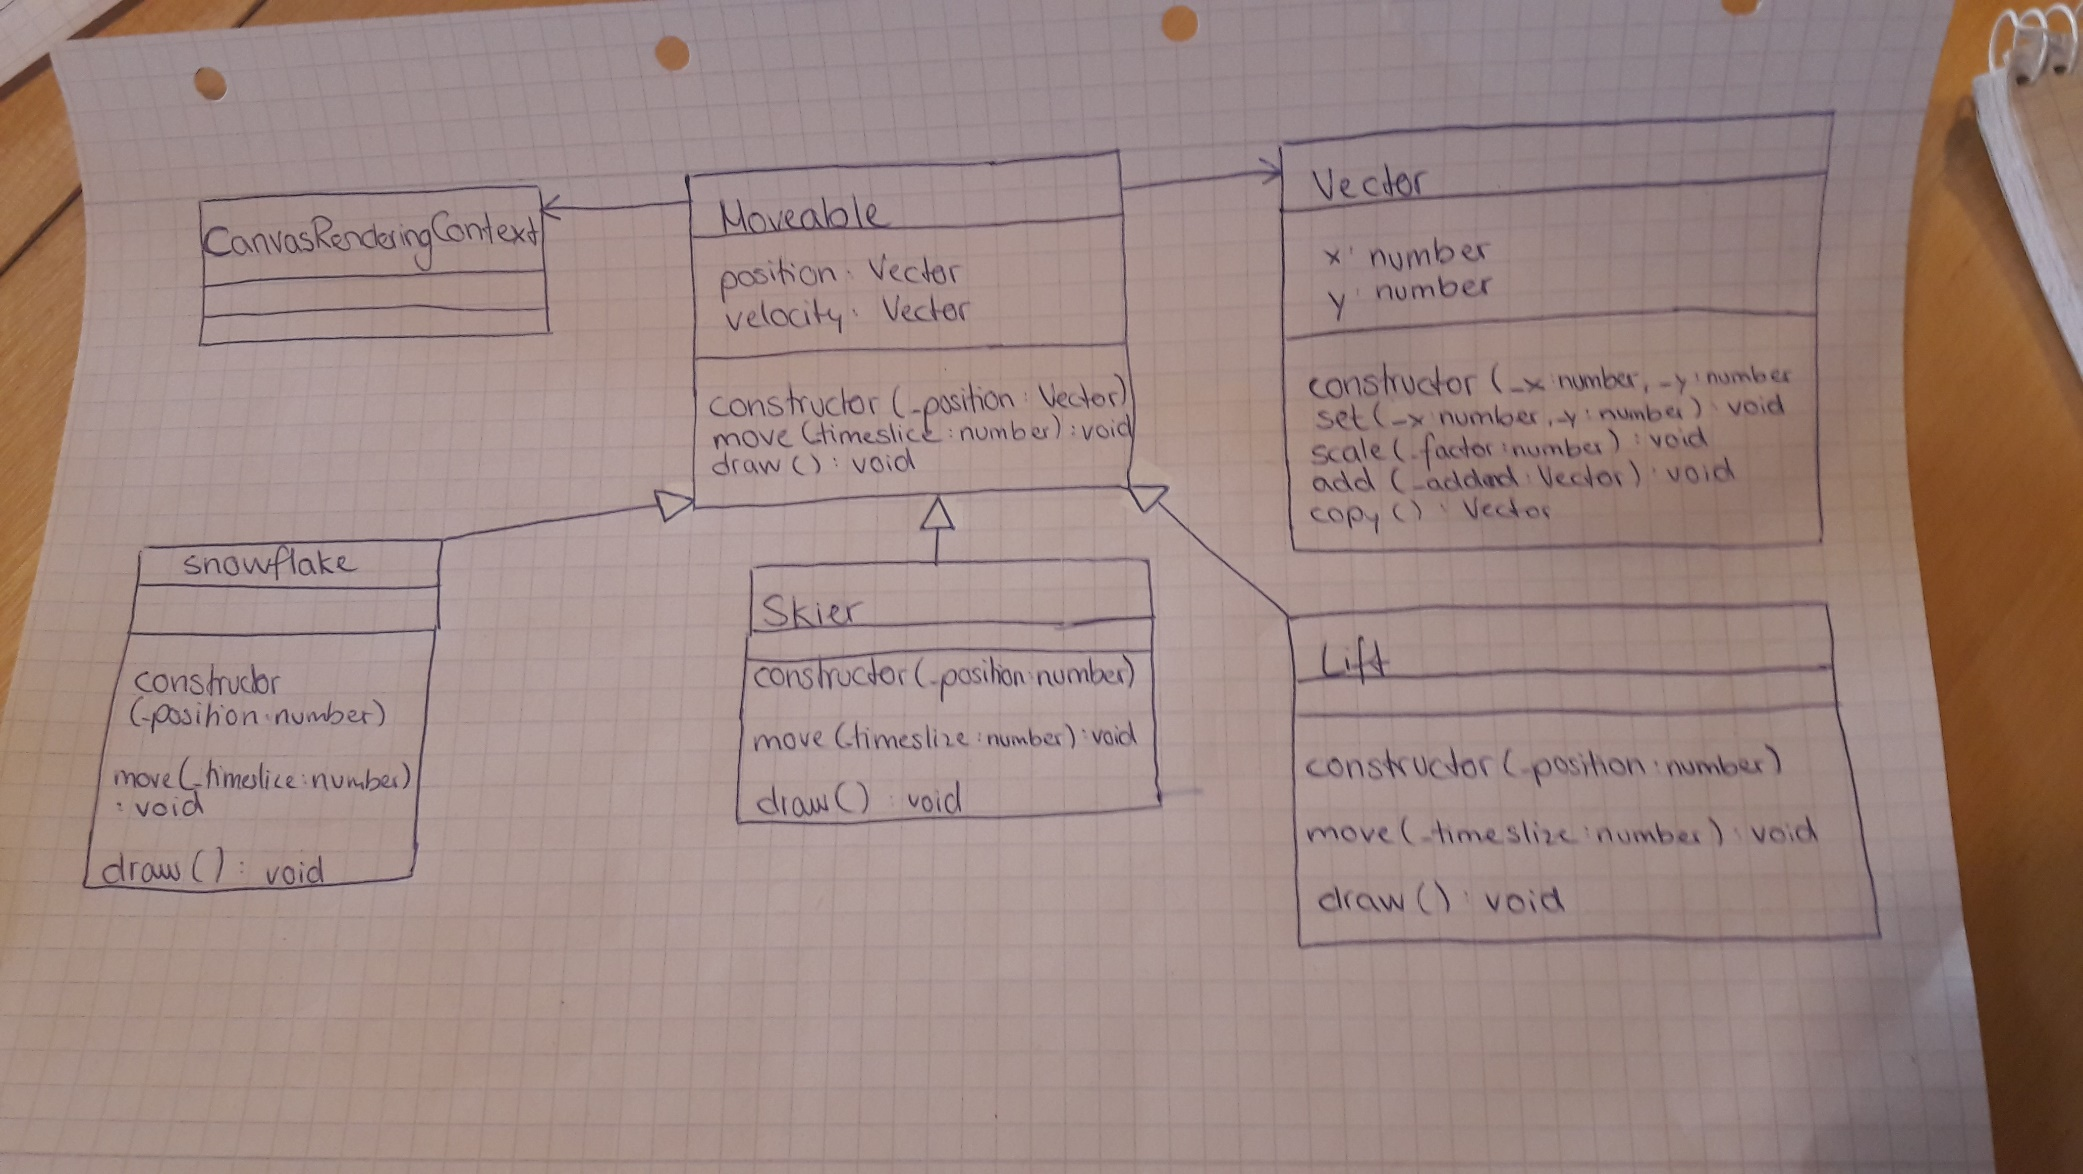 CanvasRenderingContext
Moveable
position: Vector
velocity: Vector
constructor (_position: Vector)
move (timeslice: number): void
draw (): void
Vector
x: number
y: number
constructor (_x: number, _y: number
set (_x: number, _y: number): void
scale (_factor: number): void
add (_addend: Vector): void
copy (): Vector
snowflake
constructor
(_position: number)
move (_timeslice: number)
: void
draw (): void
Skier
constructor (_position: number)
move (_timeslize: number): void
draw (): void
Lift
constructor (_position: number)
move (_timeslize: number): void
draw (): void